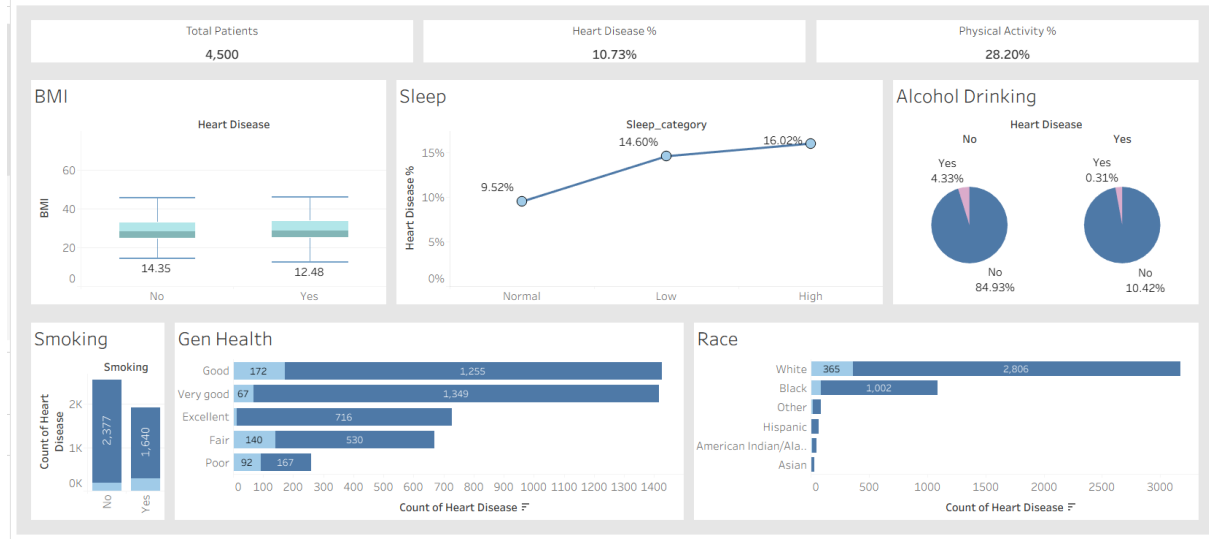 Total Patients
4,500
Heart Disease %
10.73%
Physical Activity %
28.20%
BMI
Heart Disease
BMI
60
40
20
0
14.35
12.48
No
Yes
Sleep
Sleep_category
Heart Disease %
15%
10%
5%
0%
9.52%
14.60%
16.02%
Normal
Low
High
Alcohol Drinking
Heart Disease
No
Yes
Yes
4.33%
No
84.93%
Yes
0.31%
No
10.42%
Smoking
Smoking
Count of Heart
Disease
2K
1K
0K
2,377
1,640
No
Yes
Gen Health
Good
172
1,255
Very good
67
1,349
Excellent
716
Fair
140
530
Poor
92
167
0 100 200 300 400 500 600 700 800 900 1000 1100 1200 1300 1400
Count of Heart Disease
Race
White
365
2,806
Black
1,002
Other
Hispanic
American Indian/Ala..
Asian
0 500 1000 1500 2000 2500 3000
Count of Heart Disease